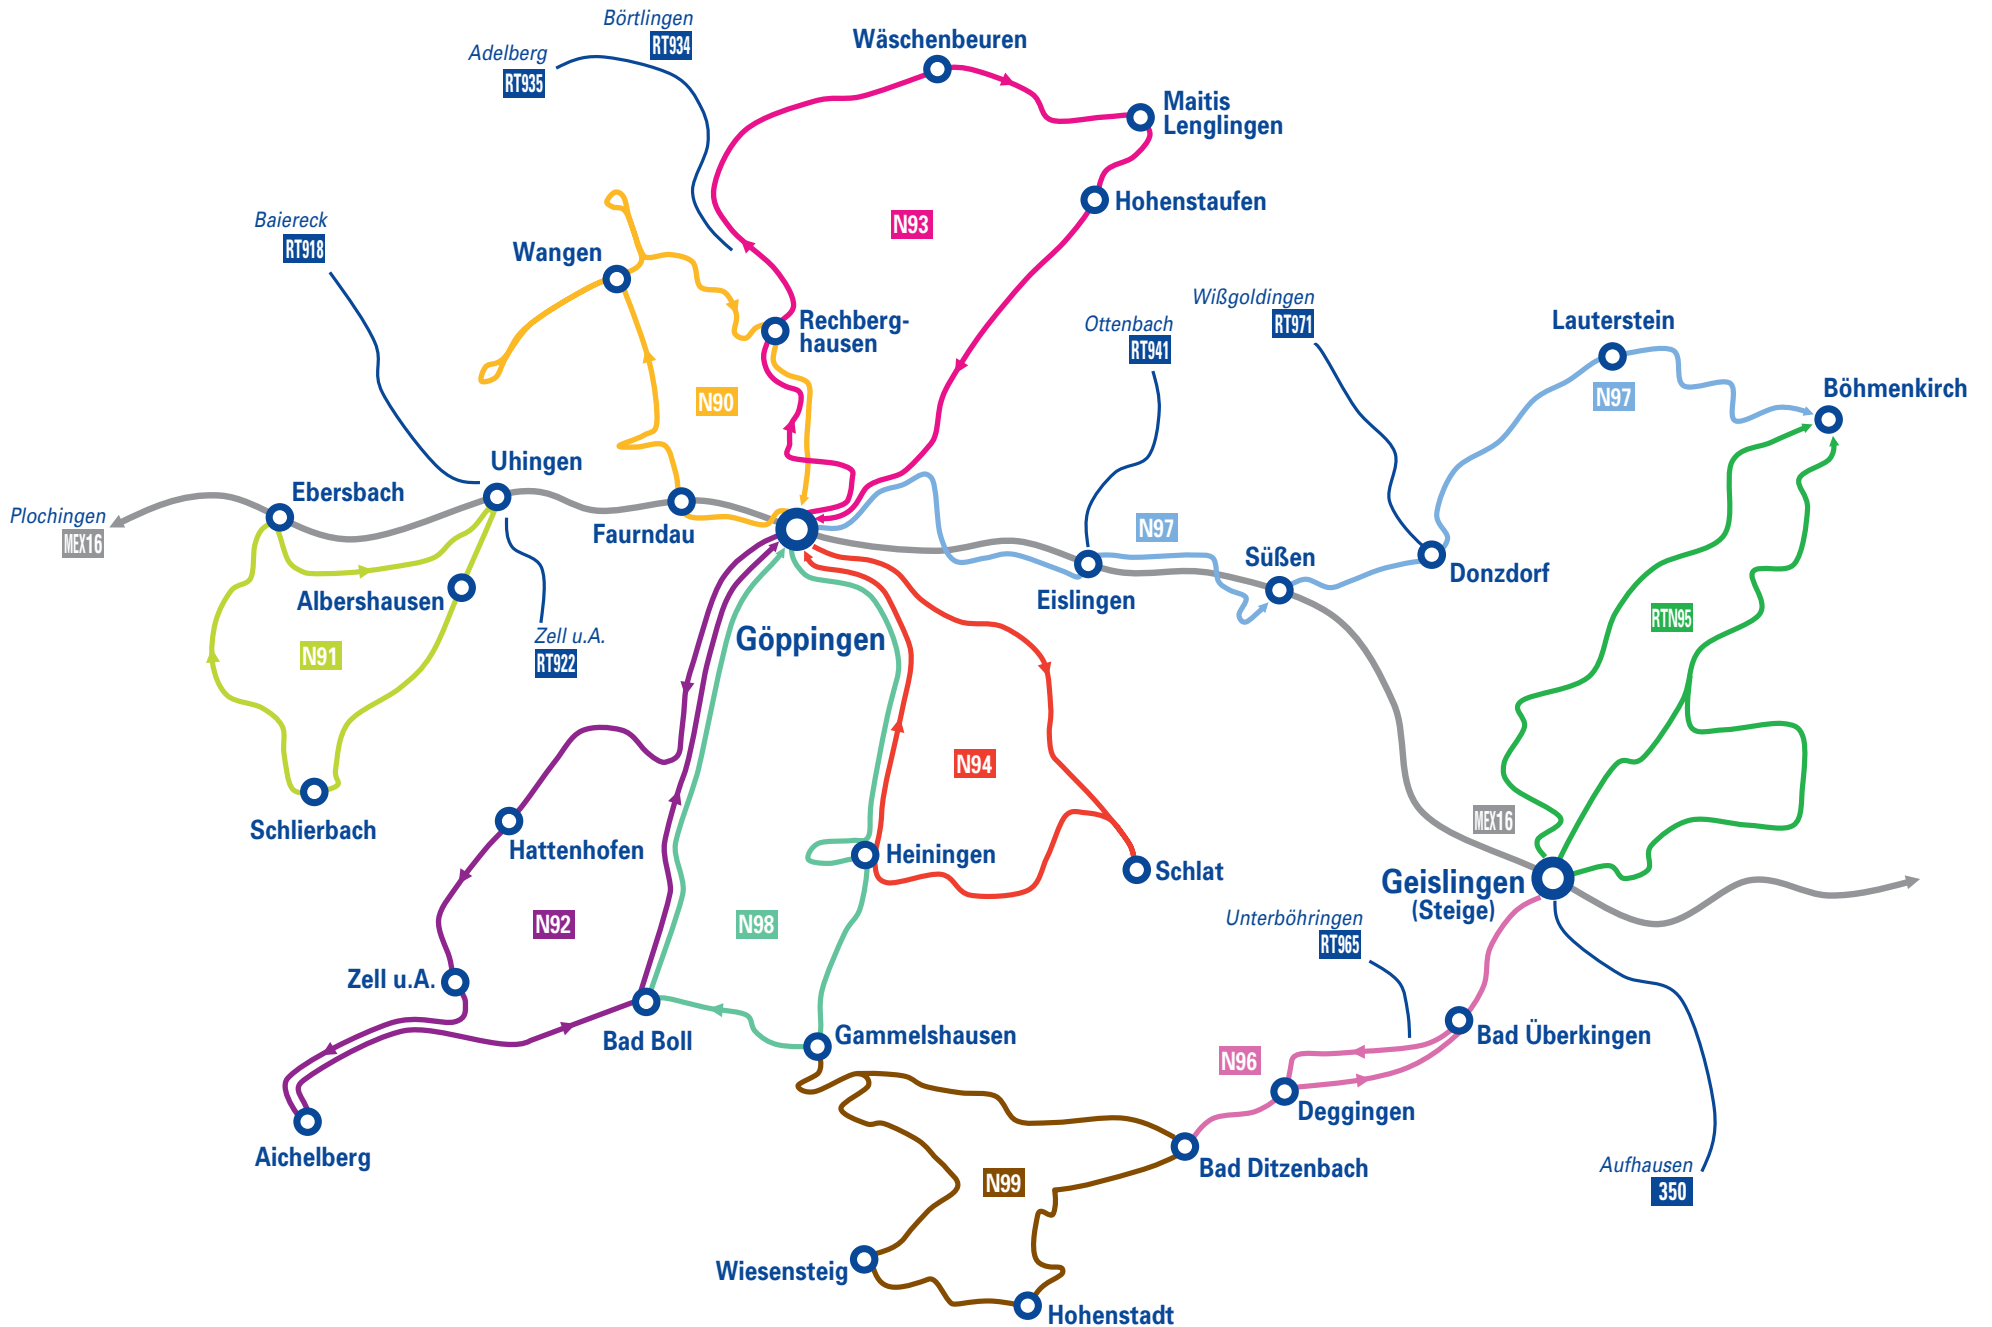 Börtlingen
RT934
Adelberg
RT935
Wäschenbeuren
Maitis
Lenglingen
Hohenstaufen
N93
Baiereck
RT918
Wangen
Rechberg-
hausen
N90
Ottenbach
RT941
Wißgoldingen
RT971
Lauterstein
N97
Böhmenkirch
Uhingen
Ebersbach
Plochingen
MEX16
Faurndau
N97
Süßen
Donzdorf
Eislingen
Albershausen
N91
Zell u.A.
RT922
Göppingen
RTN95
N94
Schlierbach
Hattenhofen
Heiningen
Schlat
MEX16
Geislingen
(Steige)
N92
N98
Unterböhringen
RT965
Zell u.A.
Bad Boll
Gammelshausen
Bad Überkingen
N96
Deggingen
Aichelberg
Bad Ditzenbach
N99
Aufhausen
350
Wiesensteig
Hohenstadt